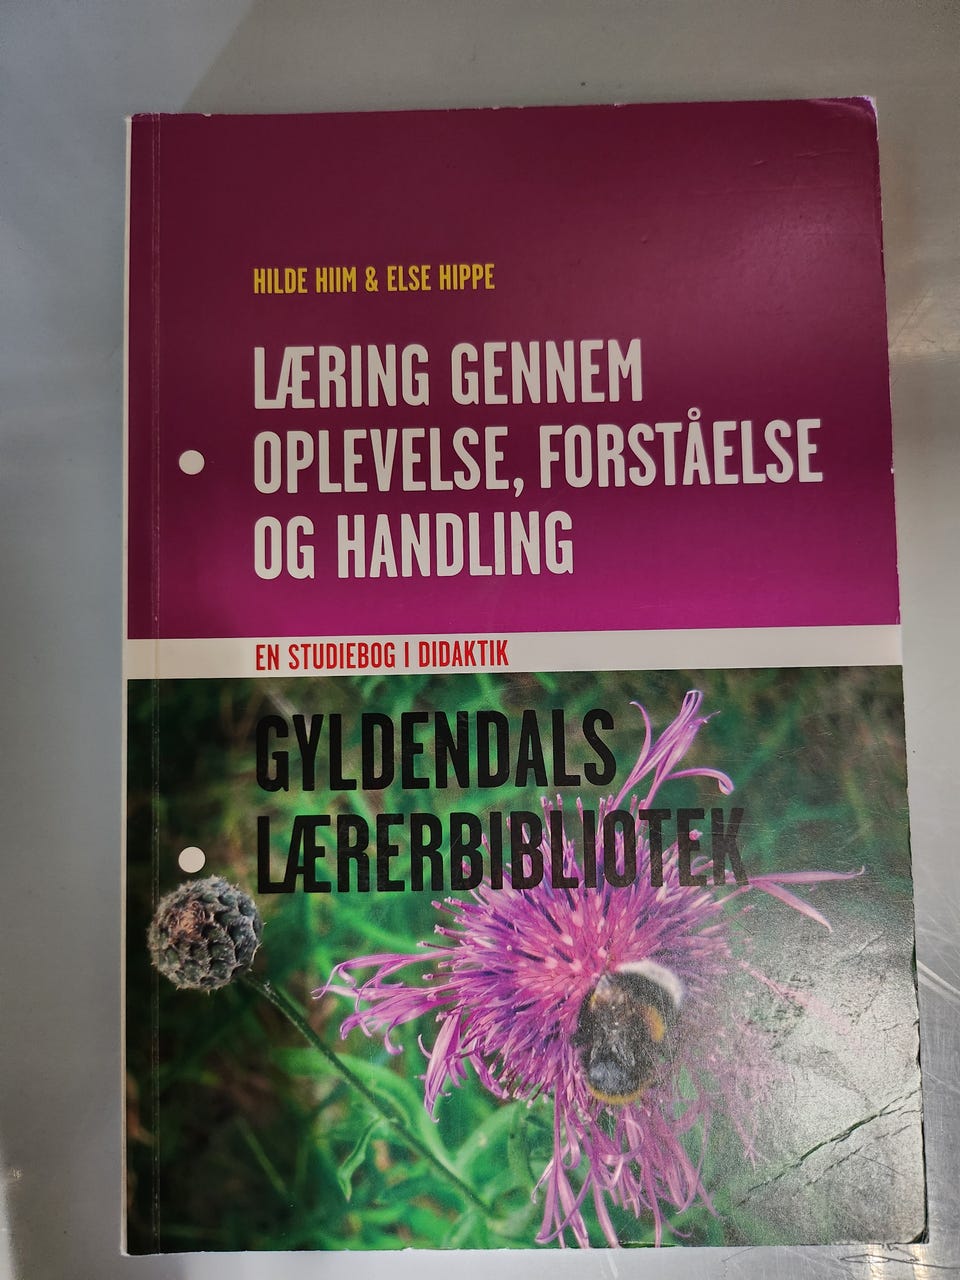 HILDE HIIM & ELSE HIPPE
LÆRING GENNEM
OPLEVELSE, FORSTÅELSE
OG HANDLING
EN STUDIEBOG I DIDAKTIK
GYLDENDALS
LÆRERBIBLIOTEK